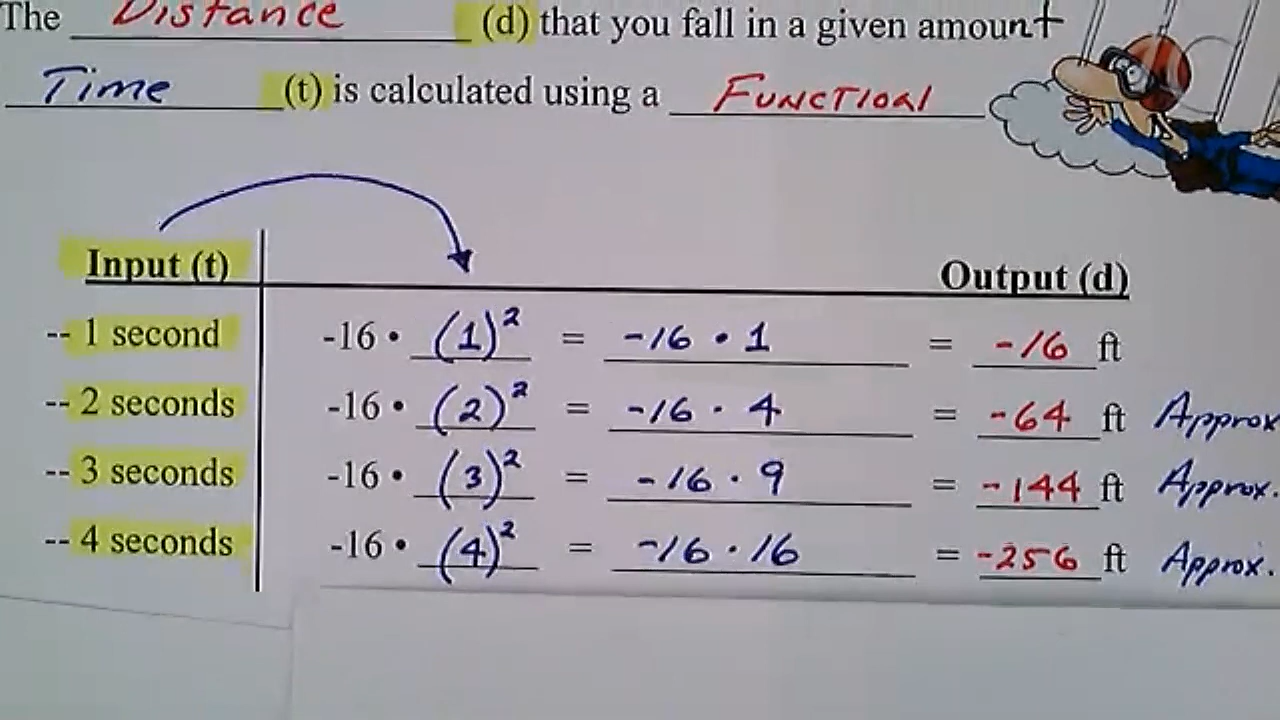 The Distance (d) that you fall in a given amount
Time (t) is calculated using a Function
Input (t) Output (d)
-- 1 second -16 • (1)² = -16 • 1 = -16 ft
-- 2 seconds -16 • (2)² = -16 · 4 = -64 ft Approx
-- 3 seconds -16 • (3)² = -16 · 9 = -144 ft Approx.
-- 4 seconds -16 • (4)² = -16 · 16 = -256 ft Approx.